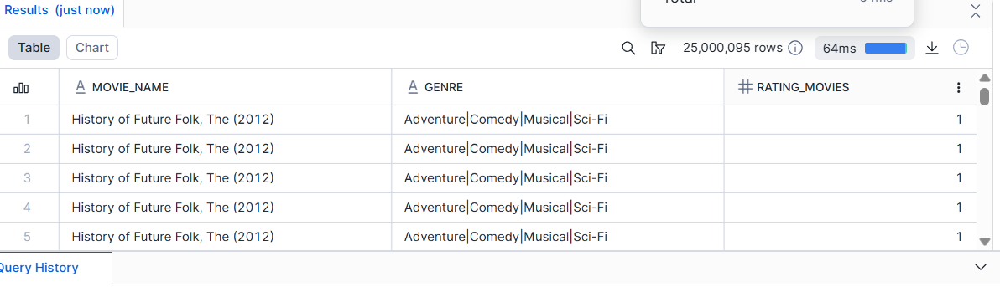 Results (just now)
Total
Table Chart 25,000,095 rows 64ms
A MOVIE_NAME A GENRE # RATING_MOVIES
1 History of Future Folk, The (2012) Adventure|Comedy|Musical|Sci-Fi 1
2 History of Future Folk, The (2012) Adventure|Comedy|Musical|Sci-Fi 1
3 History of Future Folk, The (2012) Adventure|Comedy|Musical|Sci-Fi 1
4 History of Future Folk, The (2012) Adventure|Comedy|Musical|Sci-Fi 1
5 History of Future Folk, The (2012) Adventure|Comedy|Musical|Sci-Fi 1
Query History